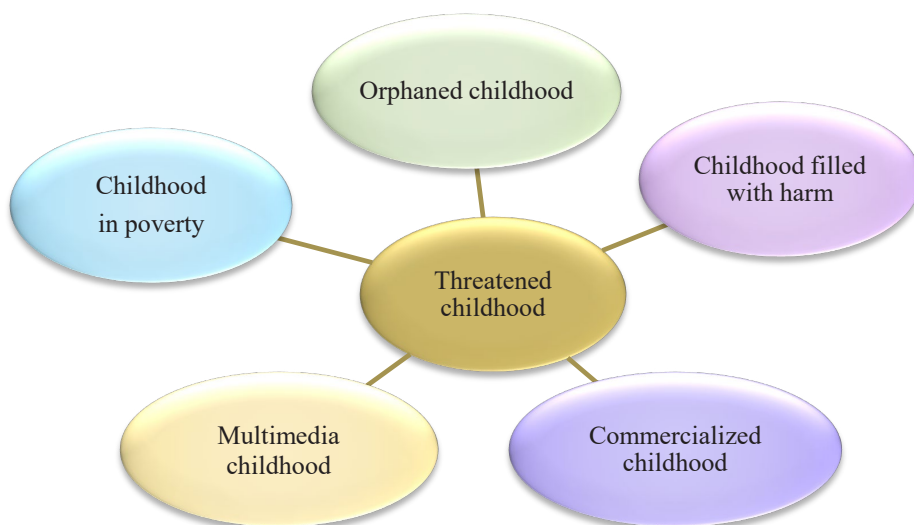 Orphaned childhood
Childhood
in poverty
Childhood filled
with harm
Threatened
childhood
Multimedia
childhood
Commercialized
childhood